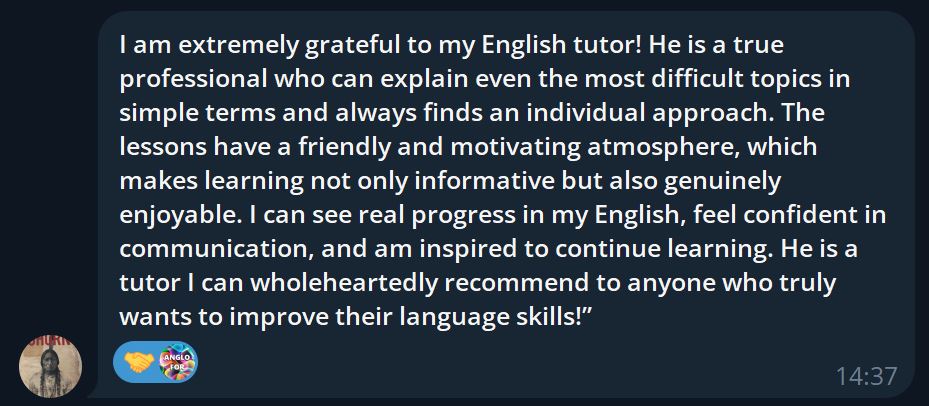 I am extremely grateful to my English tutor! He is a true
professional who can explain even the most difficult topics in
simple terms and always finds an individual approach. The
lessons have a friendly and motivating atmosphere, which
makes learning not only informative but also genuinely
enjoyable. I can see real progress in my English, feel confident in
communication, and am inspired to continue learning. He is a
tutor I can wholeheartedly recommend to anyone who truly
wants to improve their language skills!”
ANGLO
FOR
14:37